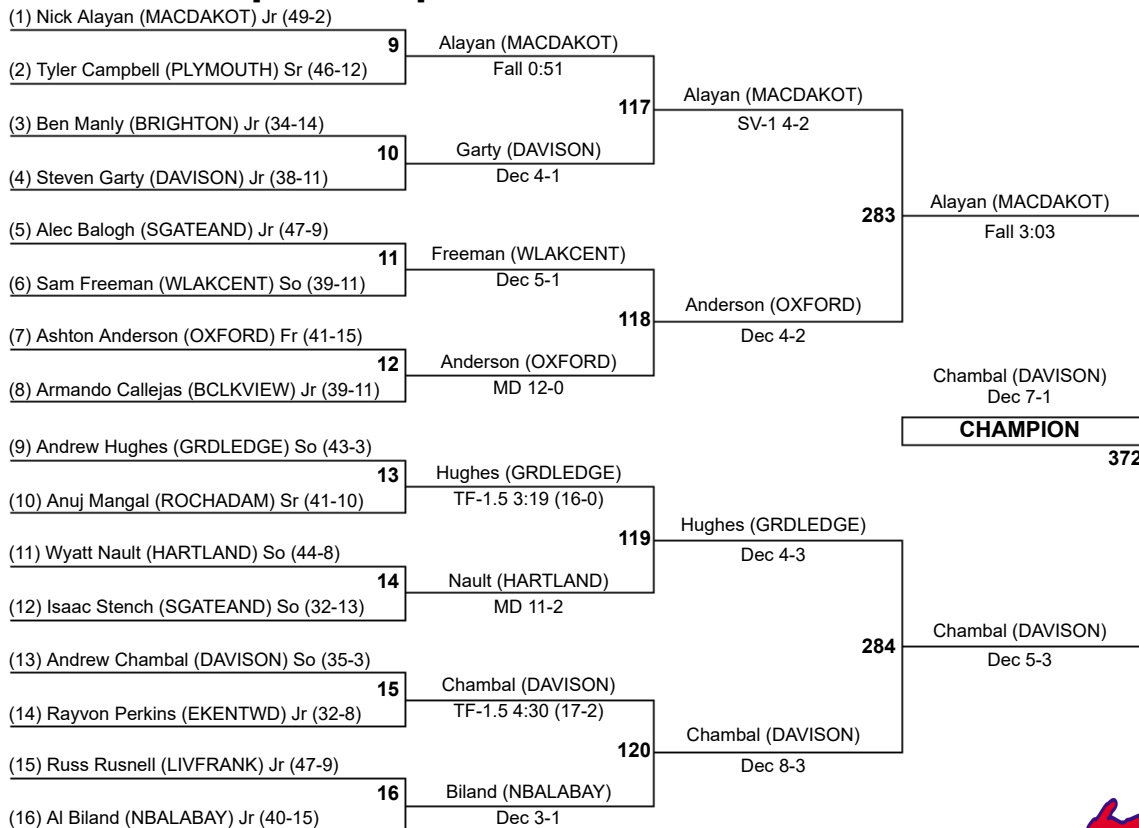 (1) Nick Alayan (MACDAKOT) Jr (49-2)
9
Alayan (MACDAKOT)
Fall 0:51
(2) Tyler Campbell (PLYMOUTH) Sr (46-12)
117
Alayan (MACDAKOT)
SV-1 4-2
(3) Ben Manly (BRIGHTON) Jr (34-14)
10
Garty (DAVISON)
Dec 4-1
(4) Steven Garty (DAVISON) Jr (38-11)
283
Alayan (MACDAKOT)
Fall 3:03
(5) Alec Balogh (SGATEAND) Jr (47-9)
11
Freeman (WLAKCENT)
Dec 5-1
(6) Sam Freeman (WLAKCENT) So (39-11)
118
Anderson (OXFORD)
Dec 4-2
(7) Ashton Anderson (OXFORD) Fr (41-15)
12
Anderson (OXFORD)
MD 12-0
(8) Armando Callejas (BCLKVIEW) Jr (39-11)
Chambal (DAVISON)
Dec 7-1
CHAMPION
372
(9) Andrew Hughes (GRDLEDGE) So (43-3)
13
Hughes (GRDLEDGE)
TF-1.5 3:19 (16-0)
(10) Anuj Mangal (ROCHADAM) Sr (41-10)
119
Hughes (GRDLEDGE)
Dec 4-3
(11) Wyatt Nault (HARTLAND) So (44-8)
14
Nault (HARTLAND)
MD 11-2
(12) Isaac Stench (SGATEAND) So (32-13)
284
Chambal (DAVISON)
Dec 5-3
(13) Andrew Chambal (DAVISON) So (35-3)
15
Chambal (DAVISON)
TF-1.5 4:30 (17-2)
(14) Rayvon Perkins (EKENTWD) Jr (32-8)
120
Chambal (DAVISON)
Dec 8-3
(15) Russ Rusnell (LIVFRANK) Jr (47-9)
16
Biland (NBALABAY)
Dec 3-1
(16) Al Biland (NBALABAY) Jr (40-15)